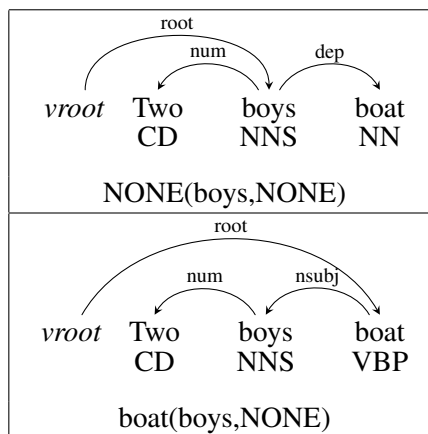 root
num dep
vroot Two boys boat
CD NNS NN
NONE(boys,NONE)
root
num nsubj
vroot Two boys boat
CD NNS VBP
boat(boys,NONE)